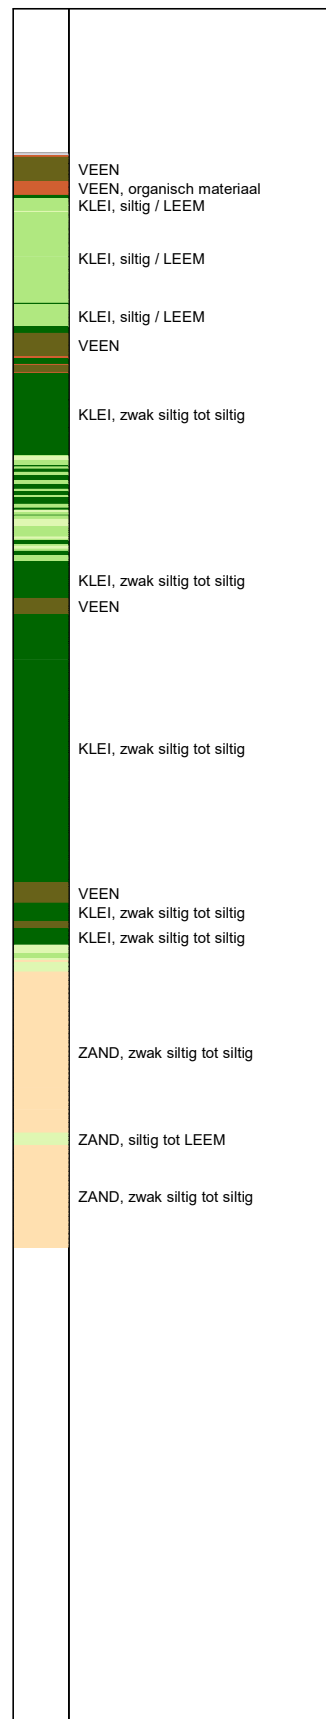 VEEN
VEEN, organisch materiaal
KLEI, siltig / LEEM
KLEI, siltig / LEEM
KLEI, siltig / LEEM
VEEN
KLEI, zwak siltig tot siltig
KLEI, zwak siltig tot siltig
VEEN
KLEI, zwak siltig tot siltig
VEEN
KLEI, zwak siltig tot siltig
KLEI, zwak siltig tot siltig
ZAND, zwak siltig tot siltig
ZAND, siltig tot LEEM
ZAND, zwak siltig tot siltig